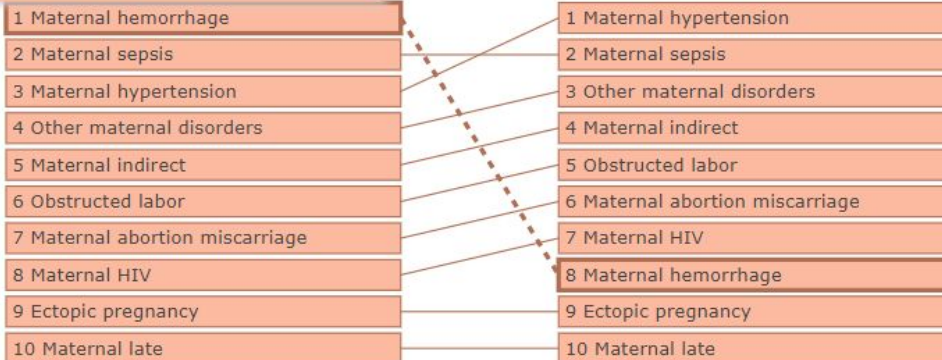 1 Maternal hemorrhage
2 Maternal sepsis
3 Maternal hypertension
4 Other maternal disorders
5 Maternal indirect
6 Obstructed labor
7 Maternal abortion miscarriage
8 Maternal HIV
9 Ectopic pregnancy
10 Maternal late
1 Maternal hypertension
2 Maternal sepsis
3 Other maternal disorders
4 Maternal indirect
5 Obstructed labor
6 Maternal abortion miscarriage
7 Maternal HIV
8 Maternal hemorrhage
9 Ectopic pregnancy
10 Maternal late